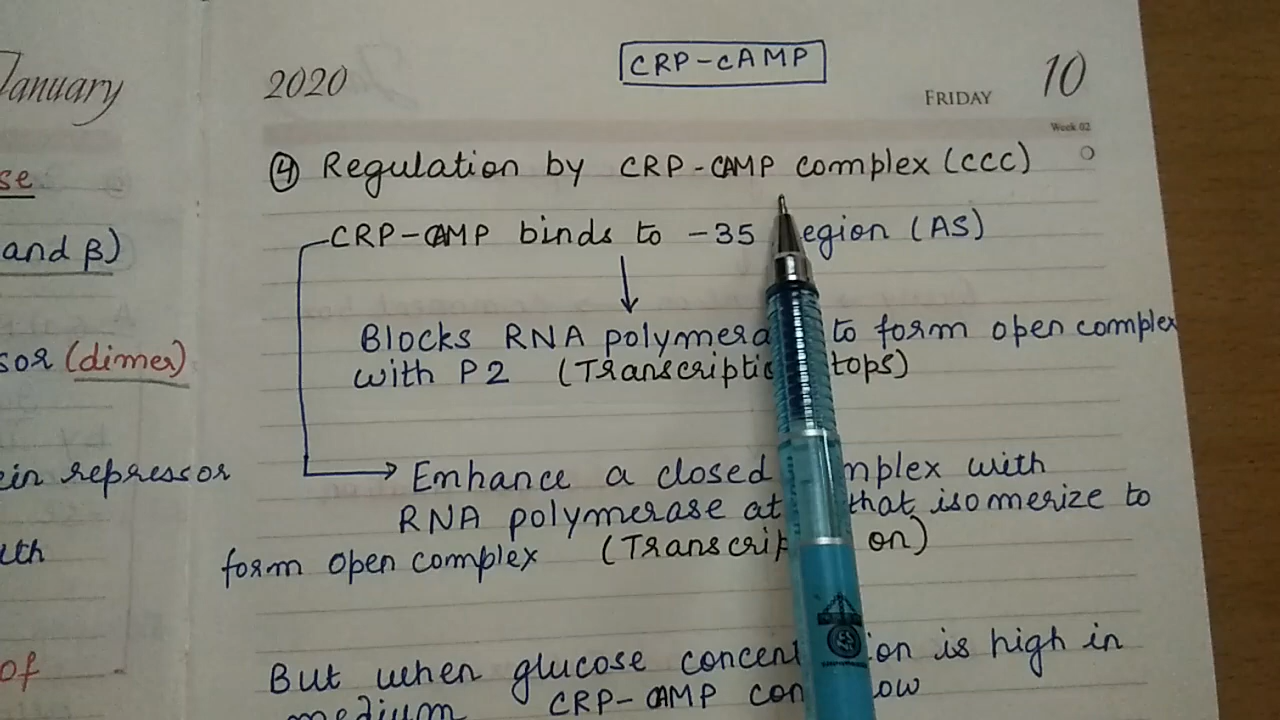 January
2020
CRP-CAMP
FRIDAY
10
Week 02
④ Regulation by CRP-CAMP complex (CCC)
se
CRP-CAMP binds to -35 egion (AS)
and β)
Blocks RNA polymera to form open complex
with P2 (Transcriptio tops)
sor (dimer)
Enhance a closed mplex with
ein repressor
RNA polymerase at that isomerize to
form open complex (Transcrip on)
ith
But when glucose concent ion is high in
of
medium CRP-CAMP con low